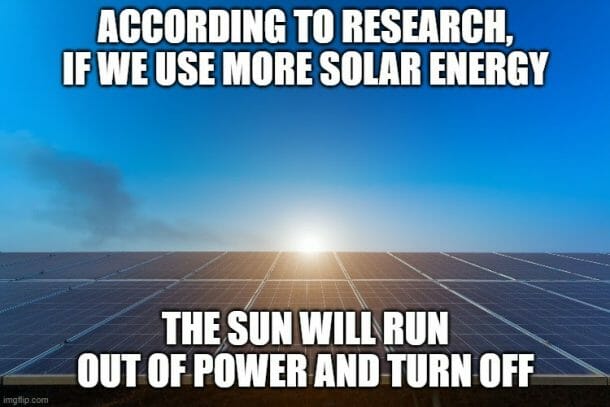 ACCORDING TO RESEARCH,
IF WE USE MORE SOLAR ENERGY
THE SUN WILL RUN
OUT OF POWER AND TURN OFF
imgflip.com